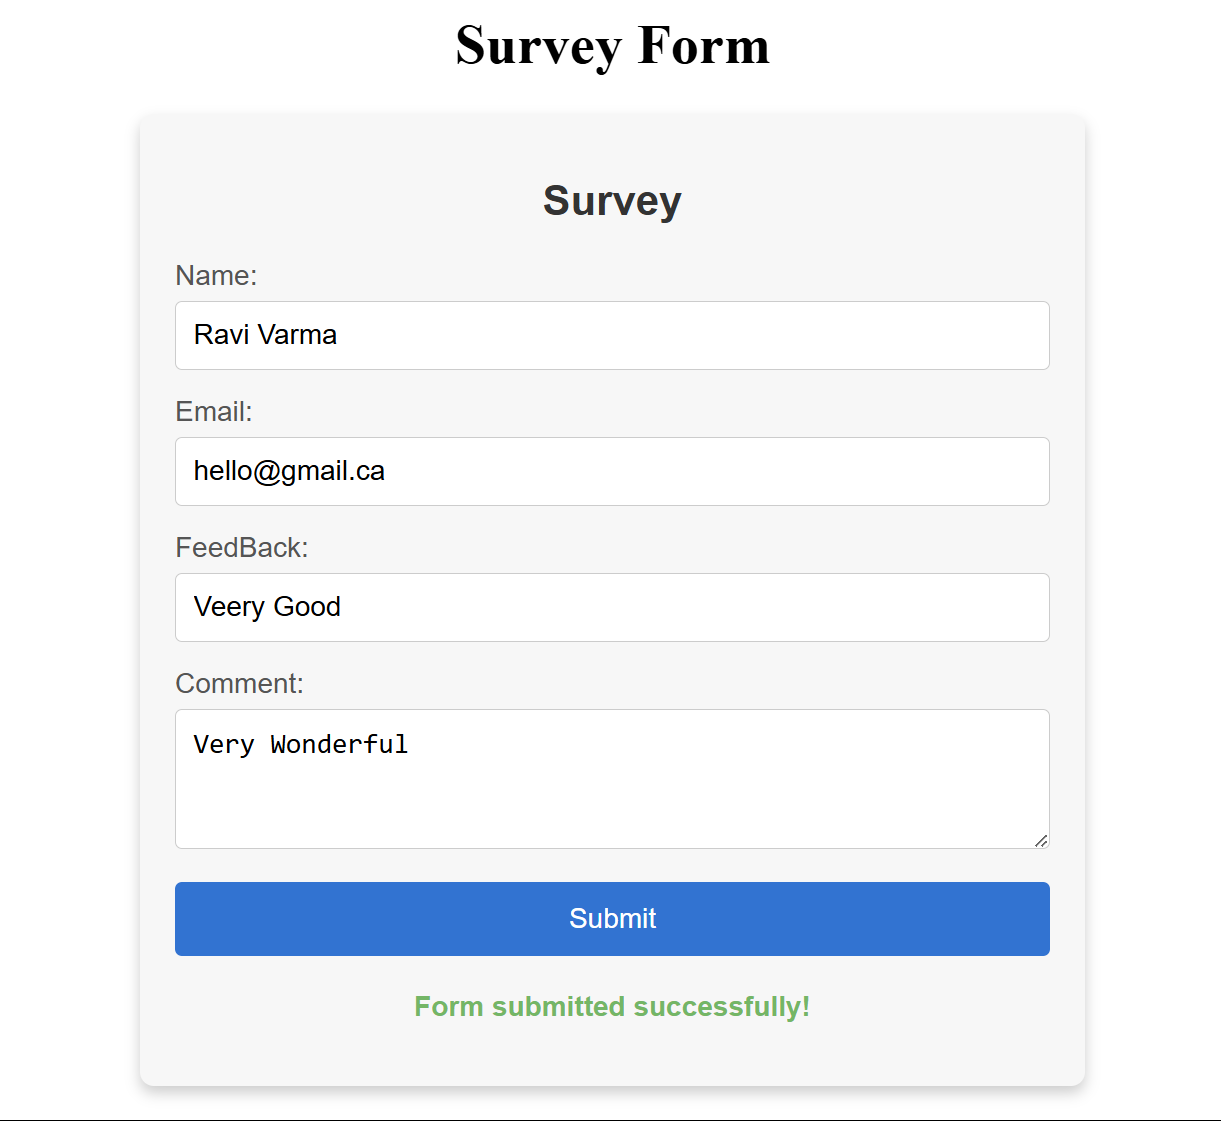 Survey Form
Survey
Name:
Ravi Varma
Email:
hello@gmail.ca
FeedBack:
Veery Good
Comment:
Very Wonderful
Submit
Form submitted successfully!